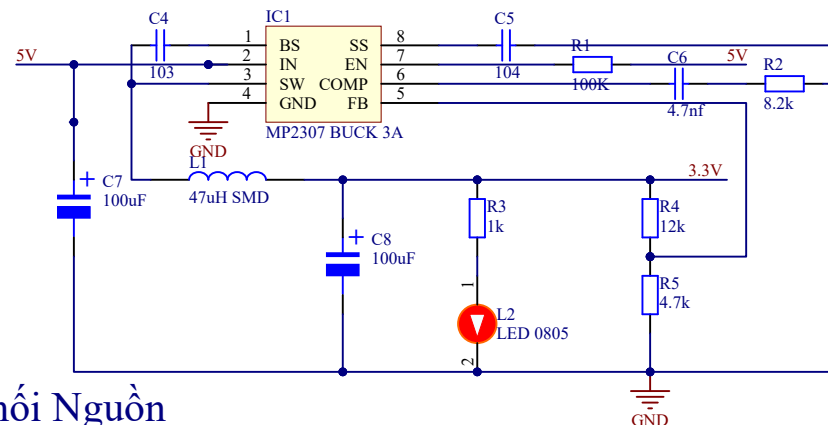 C4
103
IC1
MP2307 BUCK 3A
1
2
3
4
BS
IN
SW
GND
SS
EN
COMP
FB
8
7
6
5
C5
104
R1
100K
5V
C6
4.7nf
R2
8.2k
5V
GND
C7
100uF
L1
47uH SMD
C8
100uF
R3
1k
1
L2
LED 0805
2
3.3V
R4
12k
R5
4.7k
GND
Nguồn